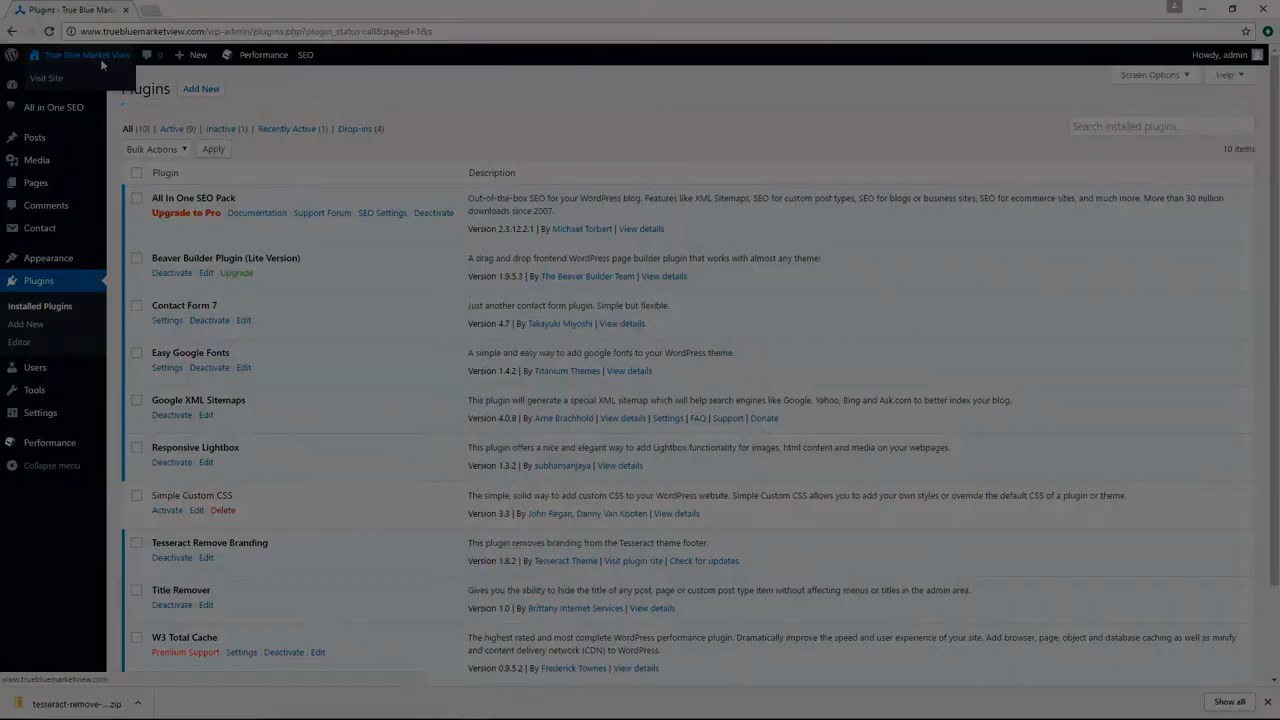 Plugins ‹ True Blue Mark
www.truebluemarketview.com/wp-admin/plugins.php?plugin_status=all&paged=1&s
True Blue Market View 0 New Performance SEO Howdy, admin
Visit Site
Screen Options Help
Plugins Add New
All in One SEO
Posts
Media
Pages
Comments
Contact
Appearance
Plugins
Installed Plugins
Add New
Editor
Users
Tools
Settings
Performance
Collapse menu
All (10) | Active (9) | Inactive (1) | Recently Active (1) | Drop-ins (4)
Search installed plugins...
Bulk Actions Apply
10 items
Plugin Description
All In One SEO Pack
Upgrade to Pro | Documentation | Support Forum | SEO Settings | Deactivate
Out-of-the-box SEO for your WordPress blog. Features like XML Sitemaps, SEO for custom post types, SEO for blogs or business sites, SEO for ecommerce sites, and much more. More than 30 million
downloads since 2007.
Version 2.3.12.2.1 | By Michael Torbert | View details
Beaver Builder Plugin (Lite Version)
Deactivate | Edit | Upgrade
A drag and drop frontend WordPress page builder plugin that works with almost any theme!
Version 1.9.5.3 | By The Beaver Builder Team | View details
Contact Form 7
Settings | Deactivate | Edit
Just another contact form plugin. Simple but flexible.
Version 4.7 | By Takayuki Miyoshi | View details
Easy Google Fonts
Settings | Deactivate | Edit
A simple and easy way to add google fonts to your WordPress theme.
Version 1.4.2 | By Titanium Themes | View details
Google XML Sitemaps
Deactivate | Edit
This plugin will generate a special XML sitemap which will help search engines like Google, Yahoo, Bing and Ask.com to better index your blog.
Version 4.0.8 | By Arne Brachhold | View details | Settings | FAQ | Support | Donate
Responsive Lightbox
Deactivate | Edit
This plugin offers a nice and elegant way to add Lightbox functionality for images, html content and media on your webpages.
Version 1.3.2 | By subhansanjaya | View details
Simple Custom CSS
Activate | Edit | Delete
The simple, solid way to add custom CSS to your WordPress website. Simple Custom CSS allows you to add your own styles or override the default CSS of a plugin or theme.
Version 3.3 | By John Regan, Danny Van Kooten | View details
Tesseract Remove Branding
Deactivate | Edit
This plugin removes branding from the Tesseract theme footer.
Version 1.8.2 | By Tesseract Theme | Visit plugin site | Check for updates
Title Remover
Deactivate | Edit
Gives you the ability to hide the title of any post, page or custom post type item without affecting menus or titles in the admin area.
Version 1.0 | By Brittany Internet Services | View details
W3 Total Cache
Premium Support | Settings | Deactivate | Edit
The highest rated and most complete WordPress performance plugin. Dramatically improve the speed and user experience of your site. Add browser, page, object and database caching as well as minify
and content delivery network (CDN) to WordPress.
Version 0.9.5.2 | By Frederick Townes | View details
www.truebluemarketview.com
tesseract-remove-....zip
Show all